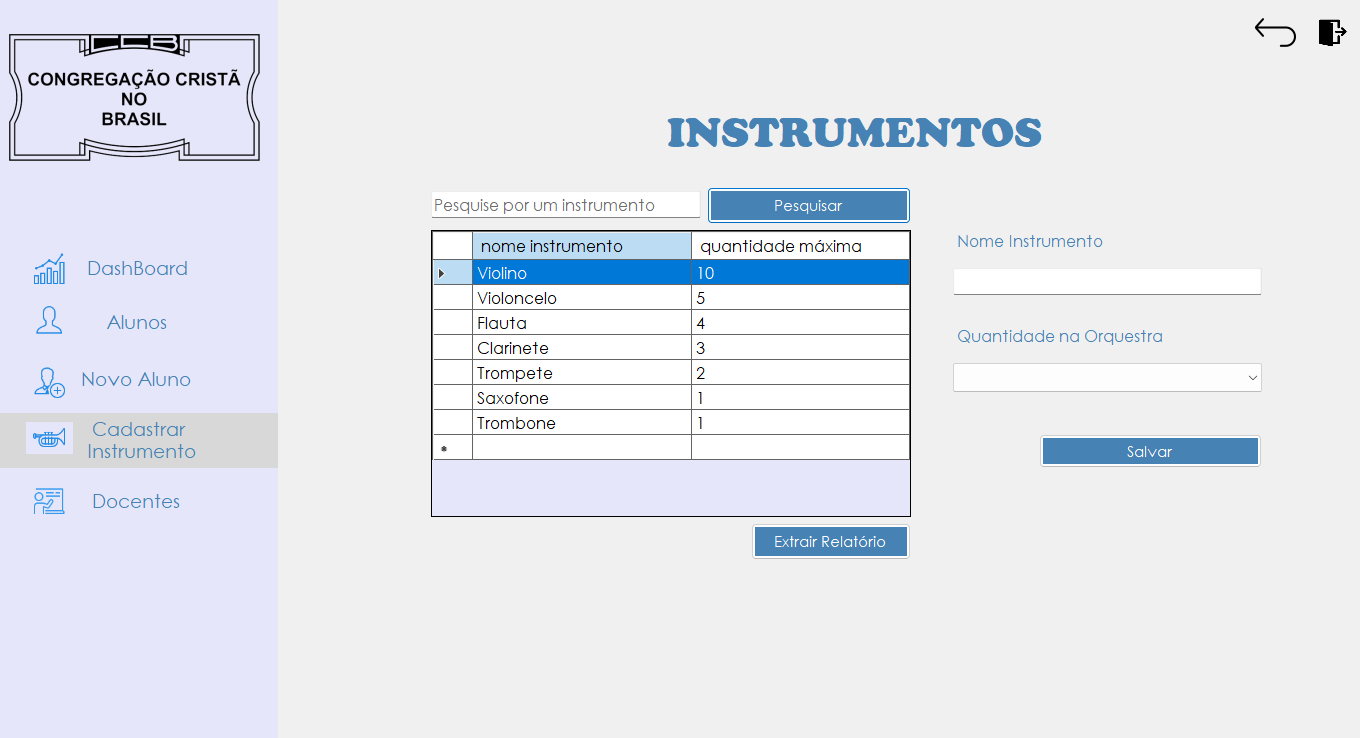 CCB
CONGREGAÇÃO CRISTÃ
NO
BRASIL
DashBoard
Alunos
Novo Aluno
Cadastrar
Instrumento
Docentes
INSTRUMENTOS
Pesquise por um instrumento
Pesquisar
nome instrumento quantidade máxima
Violino 10
Violoncelo 5
Flauta 4
Clarinete 3
Trompete 2
Saxofone 1
Trombone 1
*
Extrair Relatório
Nome Instrumento
Quantidade na Orquestra
Salvar